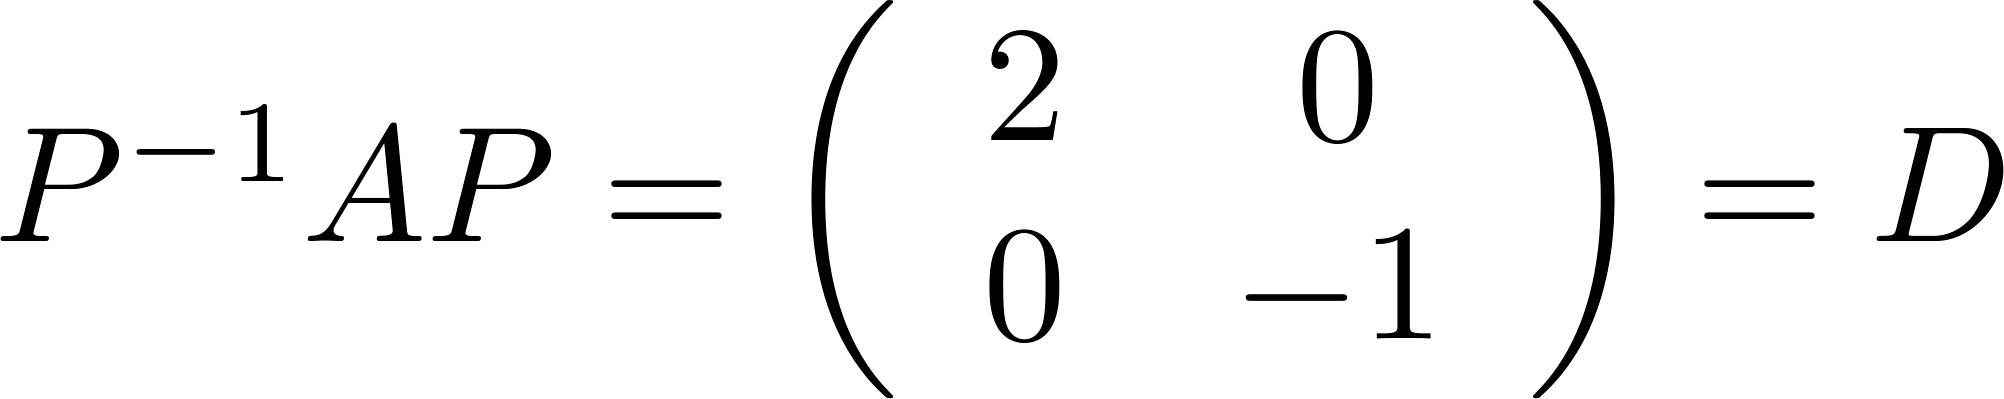 $P^{-1}AP = \begin{pmatrix} 2 & 0 \\ 0 & -1 \end{pmatrix} = D$